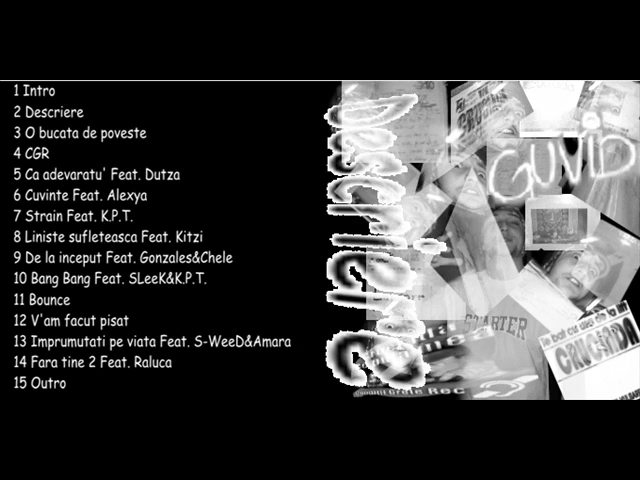 1 Intro
2 Descriere
3 O bucata de poveste
4 CGR
5 Ca adevaratu' Feat. Dutza
6 Cuvinte Feat. Alexya
7 Strain Feat. K.P.T.
8 Liniste sufleteasca Feat. Kitzi
9 De la inceput Feat. Gonzales&Chele
10 Bang Bang Feat. SLeeK&K.P.T.
11 Bounce
12 V'am facut pisat
13 Imprumutati pe viata Feat. S-WeeD&Amara
14 Fara tine 2 Feat. Raluca
15 Outro
Descriere
GUVID